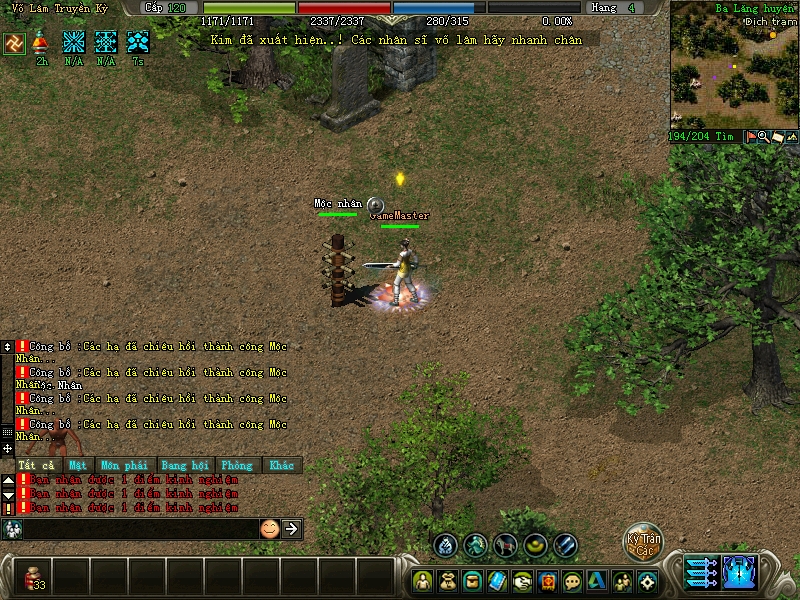 Võ Lâm Truyền Kỳ
Cấp 120
Hạng 4
1171/1171
2337/2337
280/315
0.00%
Ba Lăng huyện
Dịch trạm
Kim đã xuất hiện..! Các nhân sĩ võ lâm hãy nhanh chân
2h
N/A
N/A
7s
194/204 Tìm
Mộc nhân
GameMaster
Công bố :Các hạ đã chiêu hồi thành công Mộc
Nhân...
Công bố :Các hạ đã chiêu hồi thành công Mộc
Nhân...
Mộc Nhân
Công bố :Các hạ đã chiêu hồi thành công Mộc
Nhân...
Công bố :Các hạ đã chiêu hồi thành công Mộc
Nhân...
Tất cả
Mật
Môn phái
Bang hội
Phòng
Khác
Bạn nhận được 1 điểm kinh nghiệm
Bạn nhận được 1 điểm kinh nghiệm
Bạn nhận được 1 điểm kinh nghiệm
Kỳ Trân
Các
33